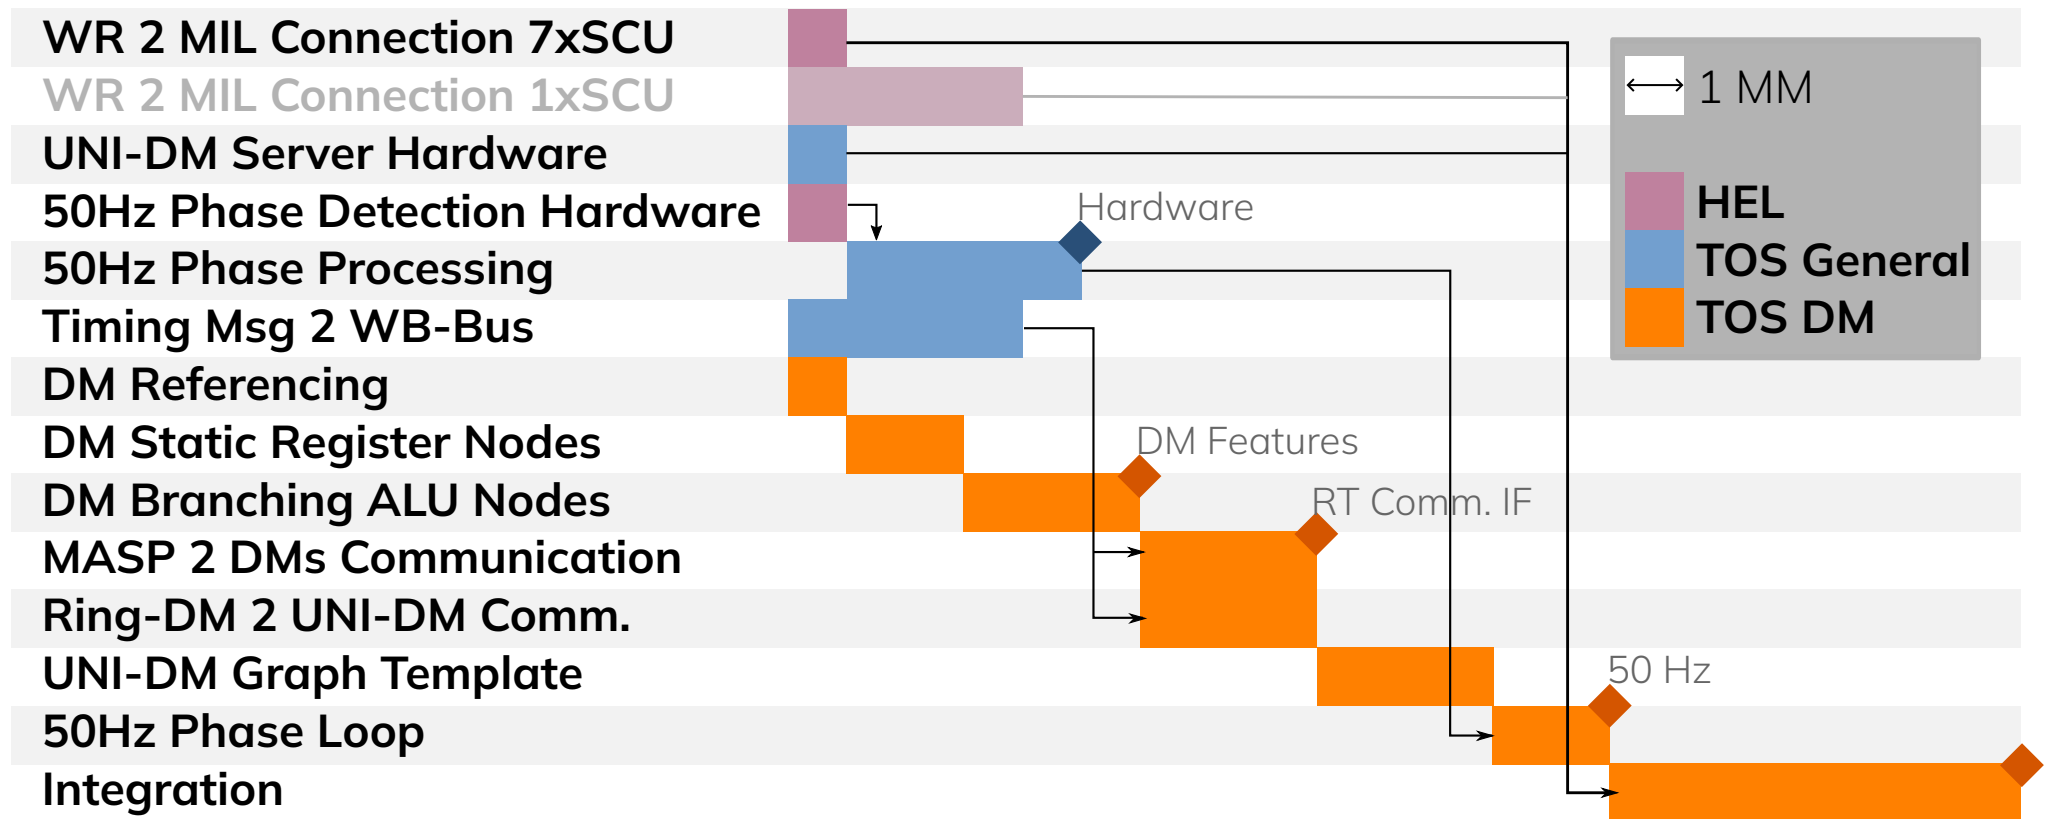 WR 2 MIL Connection 7xSCU
WR 2 MIL Connection 1xSCU
UNI-DM Server Hardware
50Hz Phase Detection Hardware
50Hz Phase Processing
Timing Msg 2 WB-Bus
DM Referencing
DM Static Register Nodes
DM Branching ALU Nodes
MASP 2 DMs Communication
Ring-DM 2 UNI-DM Comm.
UNI-DM Graph Template
50Hz Phase Loop
Integration
Hardware
DM Features
RT Comm. IF
50 Hz
1 MM
HEL
TOS General
TOS DM